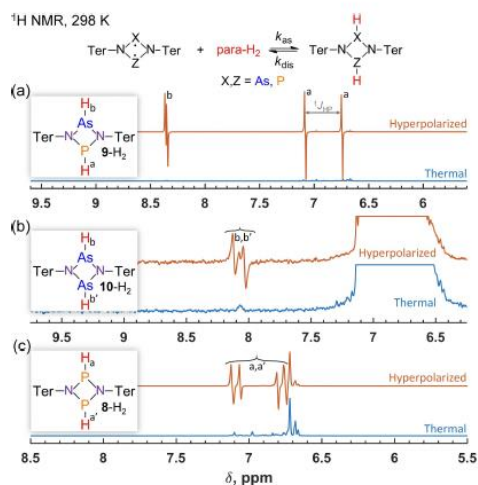 ¹H NMR, 298 K
Ter N X Z N Ter + para-H₂ k_as k_dis Ter N X Z N Ter H H
X,Z = As, P
(a)
H_b As N N P H_a Ter Ter 9-H₂
b a a ¹J_HP
Hyperpolarized
Thermal
9.5 9 8.5 8 7.5 7 6.5 6
(b)
H_b As N N As H_b' Ter Ter 10-H₂
b,b'
Hyperpolarized
Thermal
9 8.5 8 7.5 7 6.5
(c)
H_a P N N P H_a' Ter Ter 8-H₂
a,a'
Hyperpolarized
Thermal
8.5 8 7.5 7 6.5 6 5.5
δ, ppm